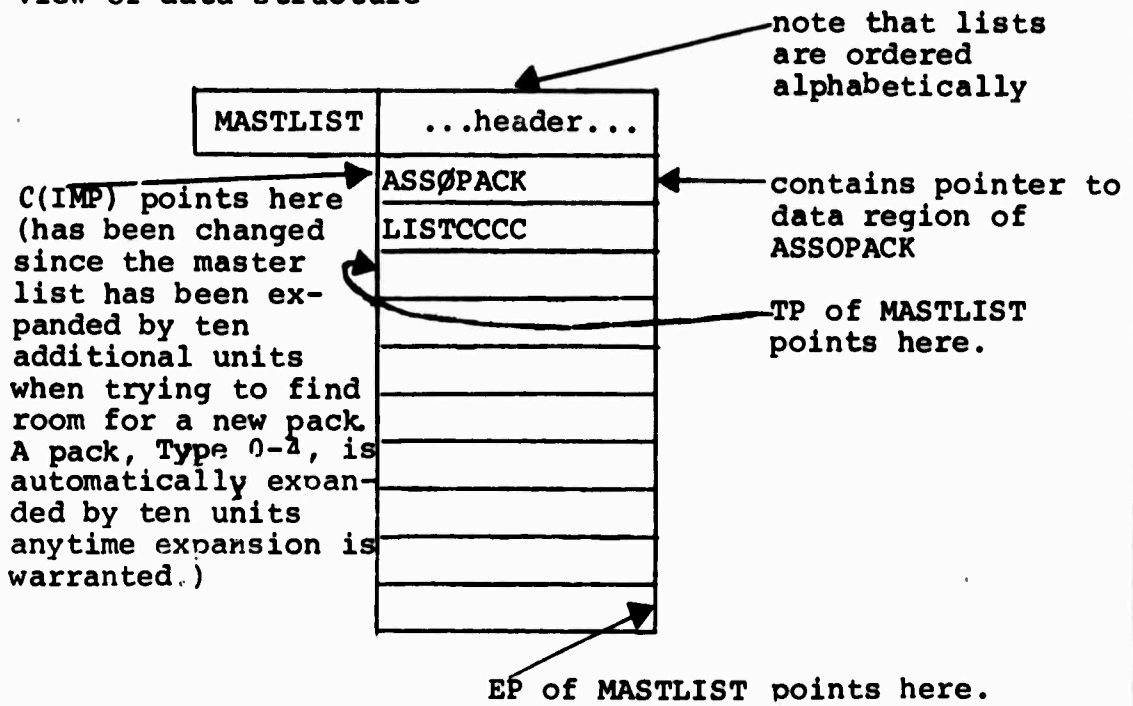 view of data structure
note that lists
are ordered
alphabetically
MASTLIST ...header...
ASSØPACK
LISTCCCC
C(IMP) points here
(has been changed
since the master
list has been ex-
panded by ten
additional units
when trying to find
room for a new pack.
A pack, Type 0-4, is
automatically expan-
ded by ten units
anytime expansion is
warranted.)
contains pointer to
data region of
ASSOPACK
TP of MASTLIST
points here.
EP of MASTLIST points here.